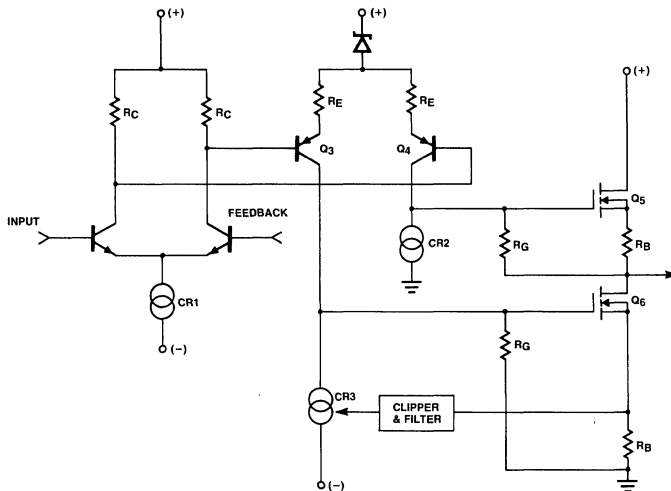 (+)
(+)
(+)
RC
RC
RE
RE
Q3
Q4
Q5
INPUT
FEEDBACK
CR2
RG
RB
CR1
Q6
(−)
RG
CR3
CLIPPER
& FILTER
RB
(−)